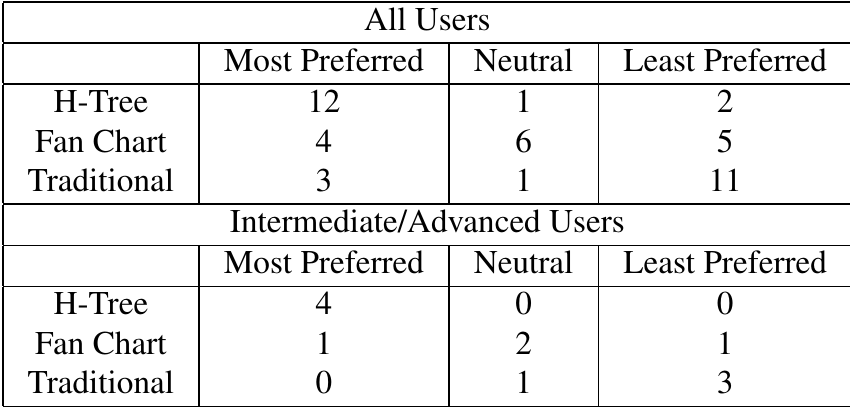 All Users
Most Preferred Neutral Least Preferred
H-Tree 12 1 2
Fan Chart 4 6 5
Traditional 3 1 11
Intermediate/Advanced Users
Most Preferred Neutral Least Preferred
H-Tree 4 0 0
Fan Chart 1 2 1
Traditional 0 1 3